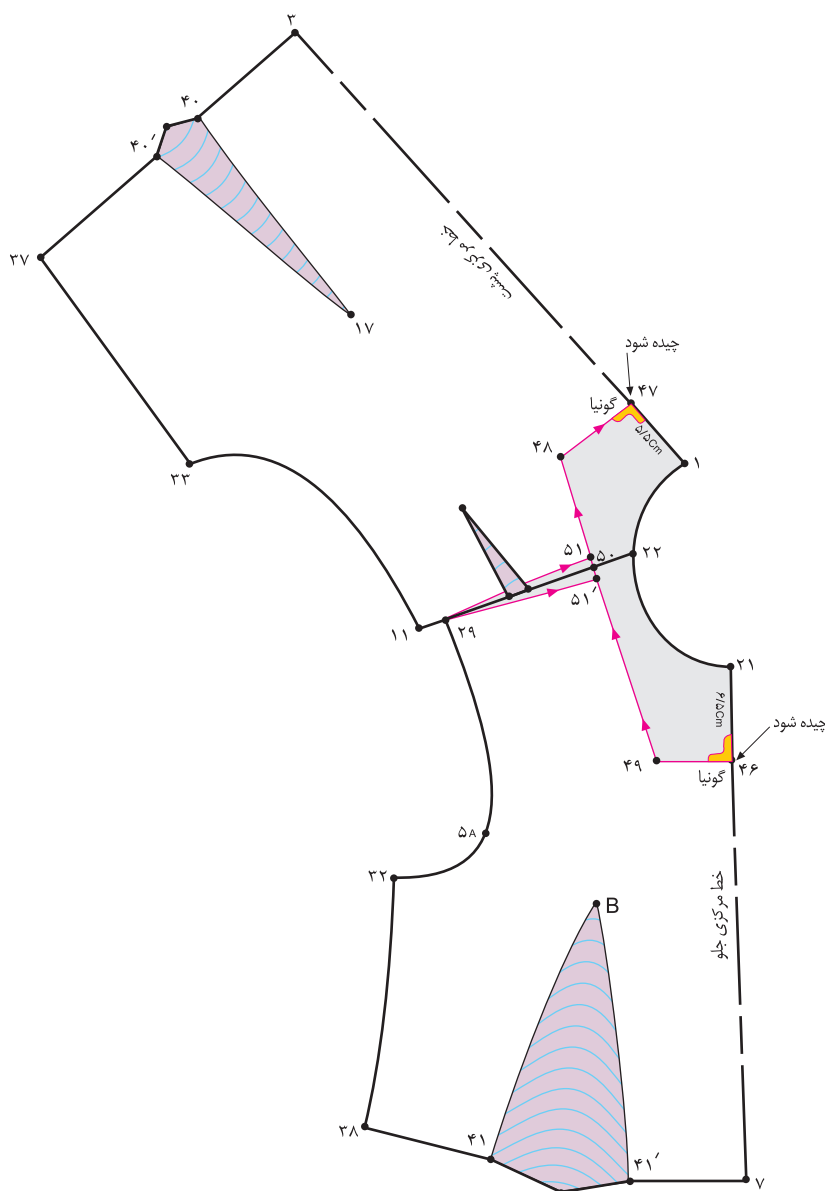 ۳
۴۰
۴۰´
۳۷
۱۷
خط مرکزی پشت
چیده شود
۴۷
گونیا
۵/۵Cm
۴۸
۱
۳۳
۵۱
۵۰
۲۲
۵۱´
۱۱
۲۹
۲۱
۶/۵Cm
چیده شود
۴۹
۴۶
گونیا
۵A
۳۲
خط مرکزی جلو
B
۳۸
۴۱
۴۱´
۷